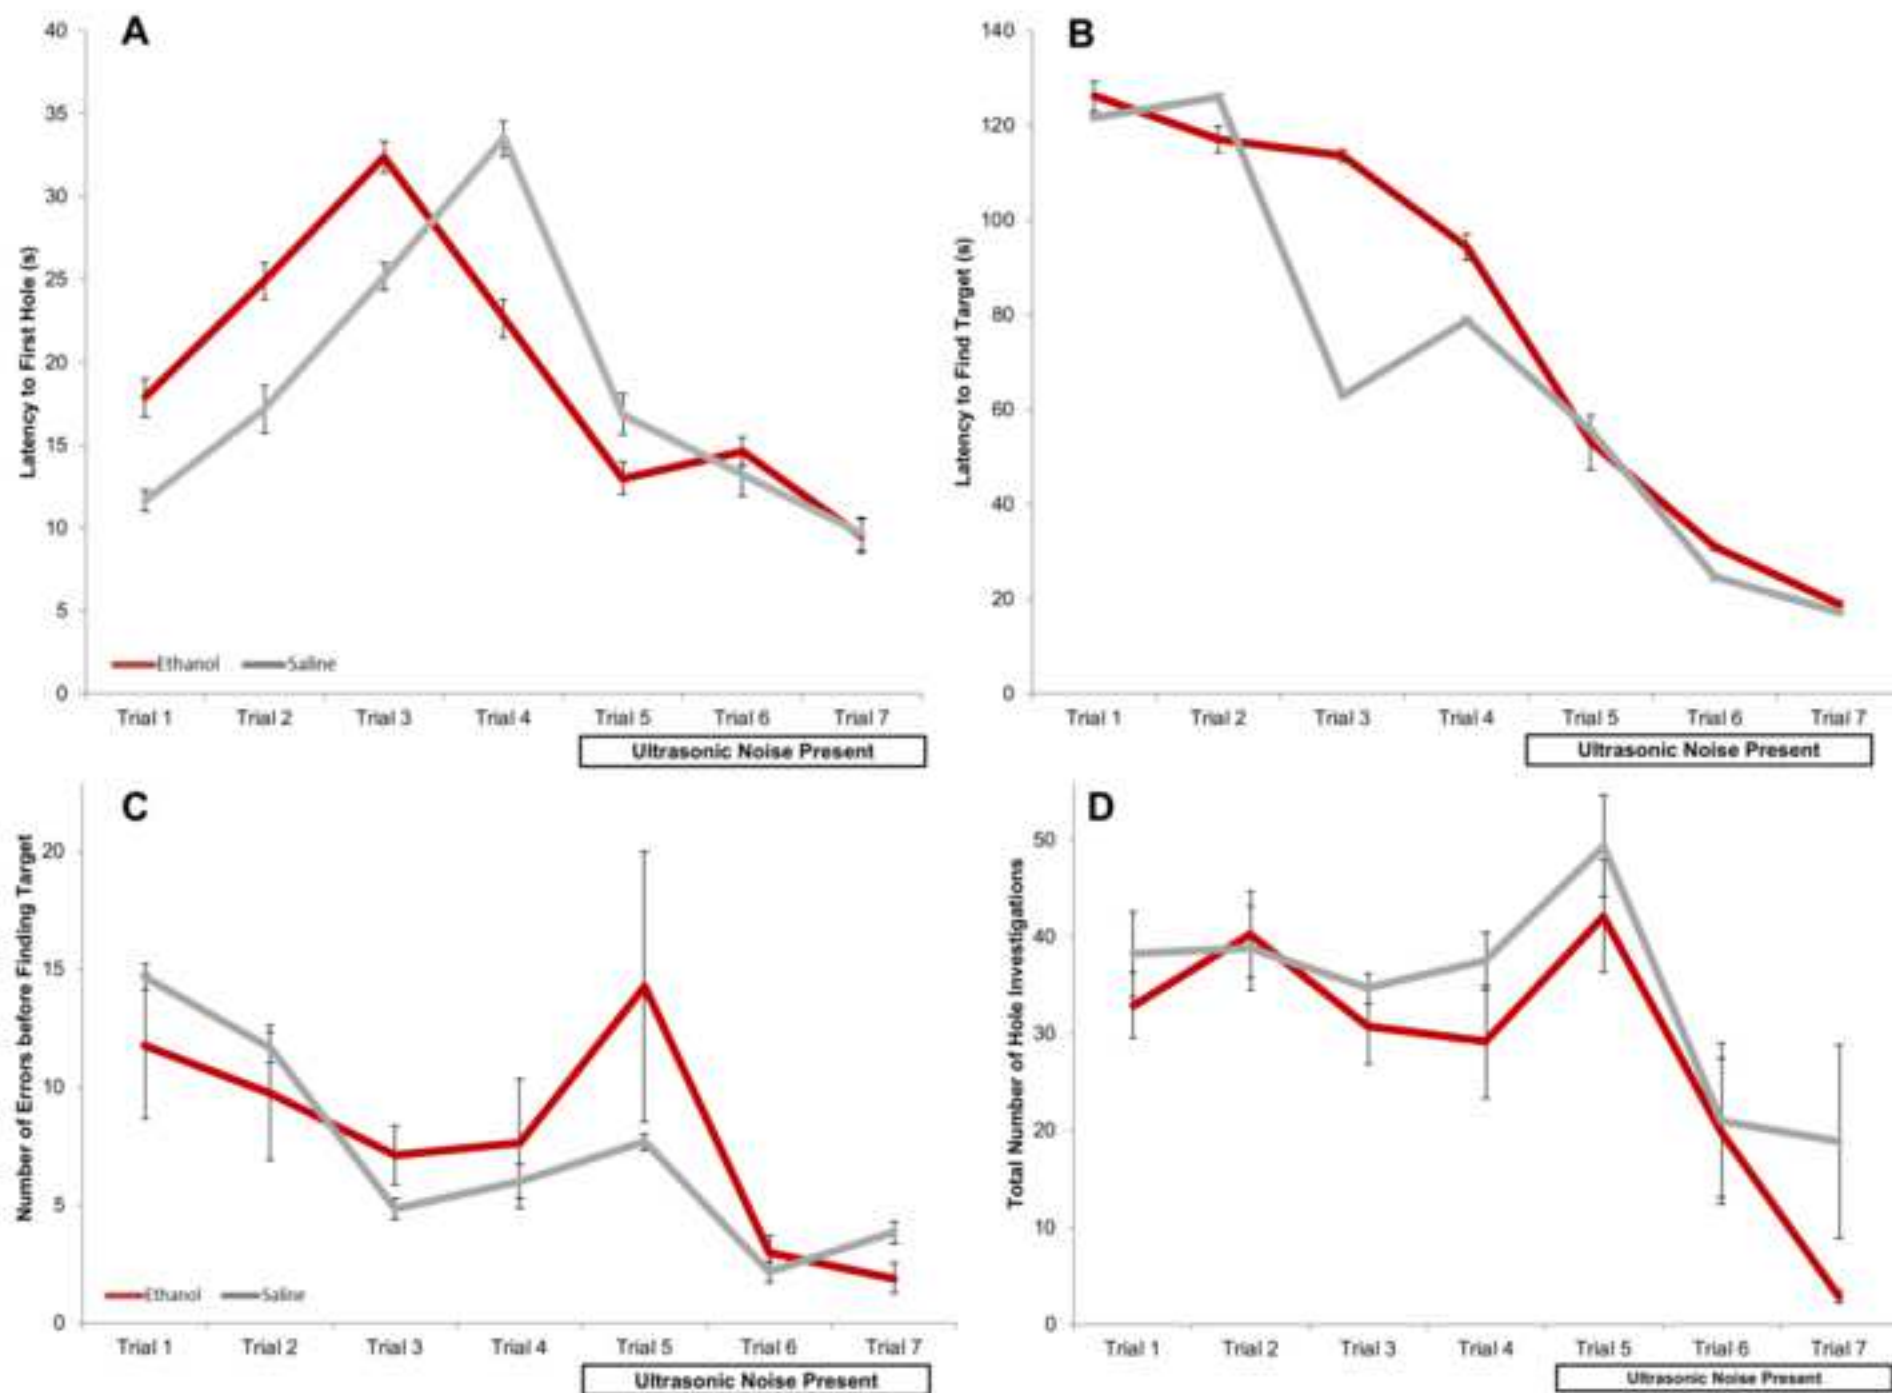 A
40
35
30
25
20
15
10
5
0
Latency to First Hole (s)
Ethanol Saline
Trial 1 Trial 2 Trial 3 Trial 4 Trial 5 Trial 6 Trial 7
Ultrasonic Noise Present
B
140
120
100
80
60
40
20
0
Latency to Find Target (s)
Trial 1 Trial 2 Trial 3 Trial 4 Trial 5 Trial 6 Trial 7
Ultrasonic Noise Present
C
20
15
10
5
0
Number of Errors before Finding Target
Ethanol Saline
Trial 1 Trial 2 Trial 3 Trial 4 Trial 5 Trial 6 Trial 7
Ultrasonic Noise Present
D
50
40
30
20
10
0
Total Number of Hole Investigations
Trial 1 Trial 2 Trial 3 Trial 4 Trial 5 Trial 6 Trial 7
Ultrasonic Noise Present